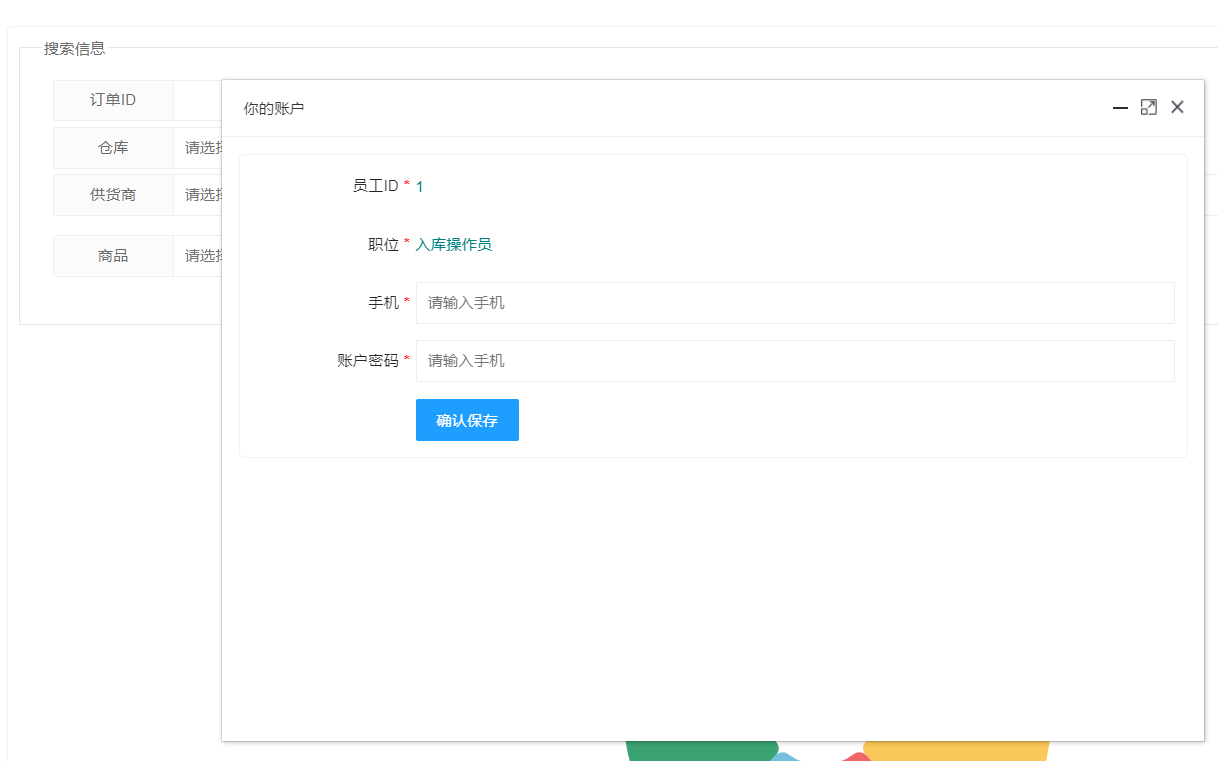 搜索信息
订单ID
仓库
请选择
供货商
请选择
商品
请选择
你的账户
员工ID * 1
职位 * 入库操作员
手机 * 请输入手机
账户密码 * 请输入手机
确认保存